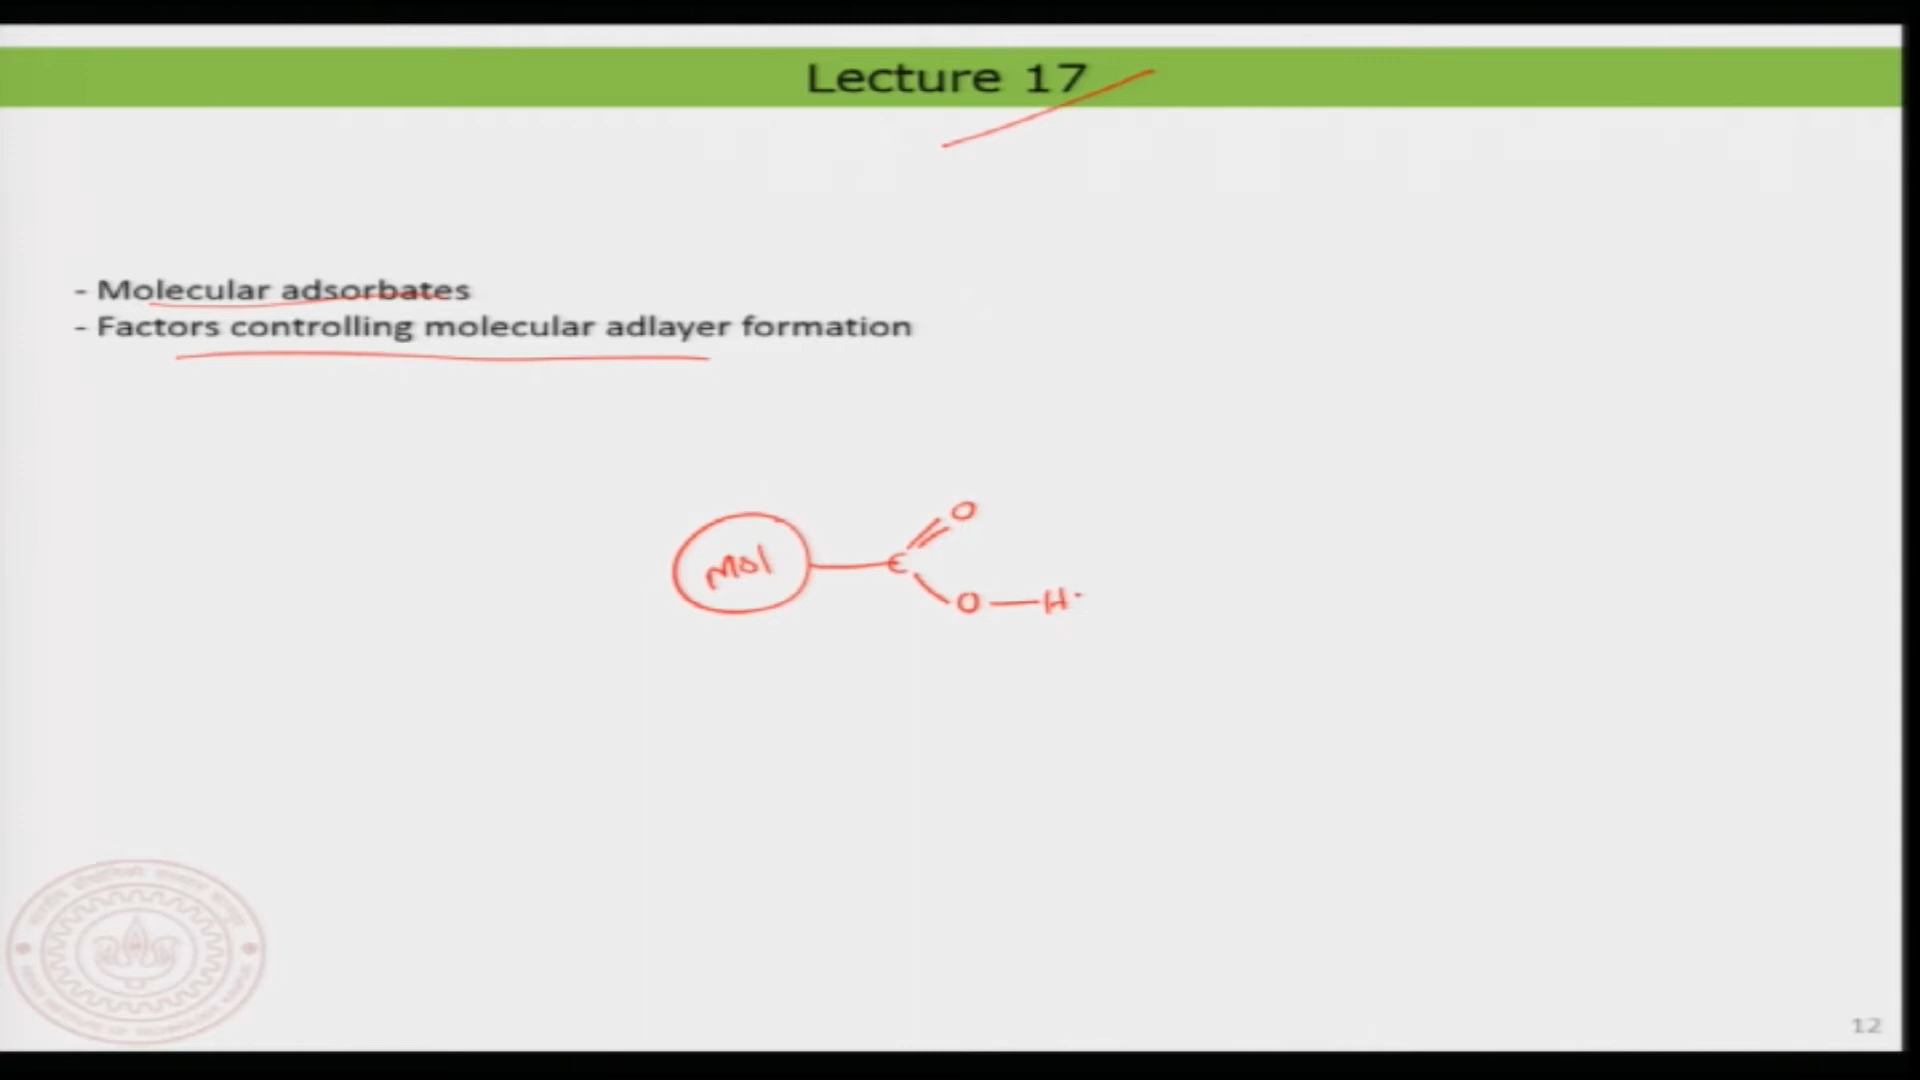 Lecture 17
- Molecular adsorbates
- Factors controlling molecular adlayer formation
O
Mol C
O H
12